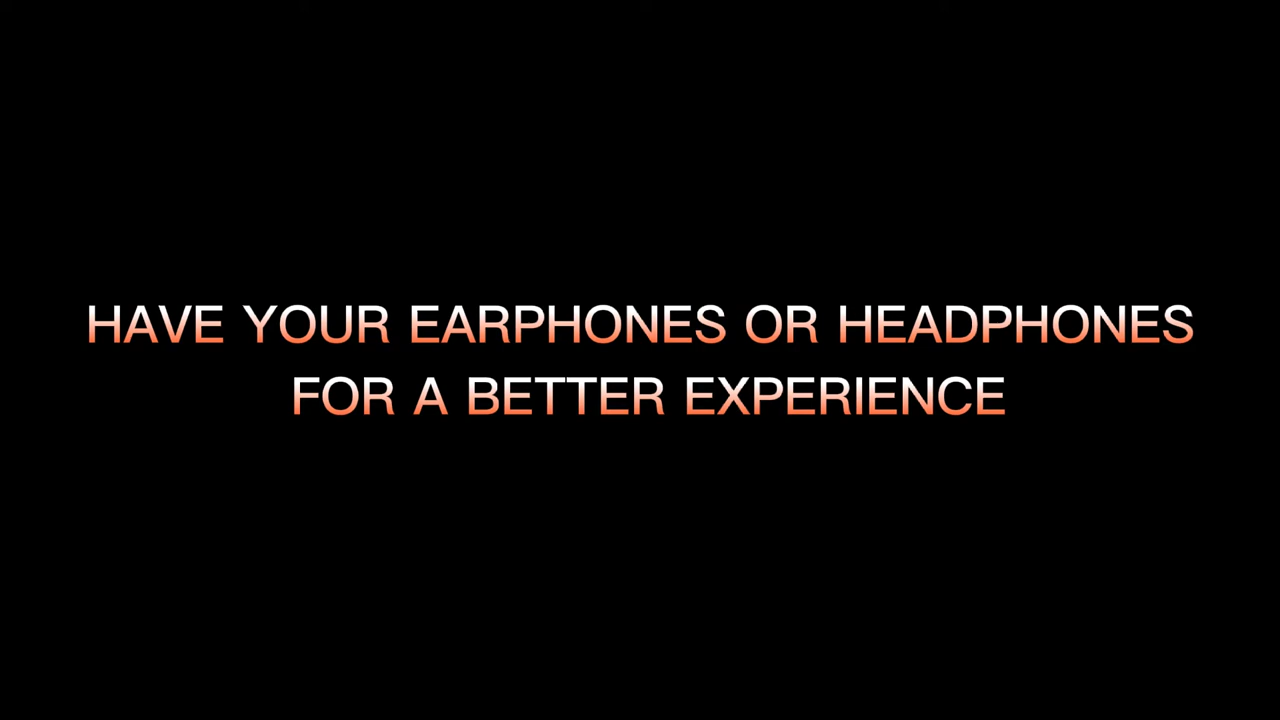 HAVE YOUR EARPHONES OR HEADPHONES
FOR A BETTER EXPERIENCE